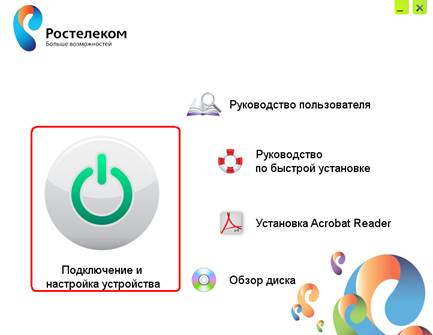 Ростелеком
Больше возможностей
Руководство пользователя
Руководство
по быстрой установке
Установка Acrobat Reader
Обзор диска
Подключение и
настройка устройства